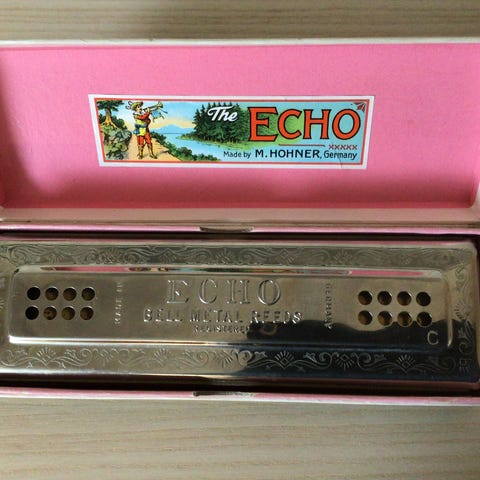 The ECHO
xxxxx
Made by M. HOHNER, Germany
ECHO
MADE IN
BELL METAL REEDS
GERMANY
REGISTERED
C